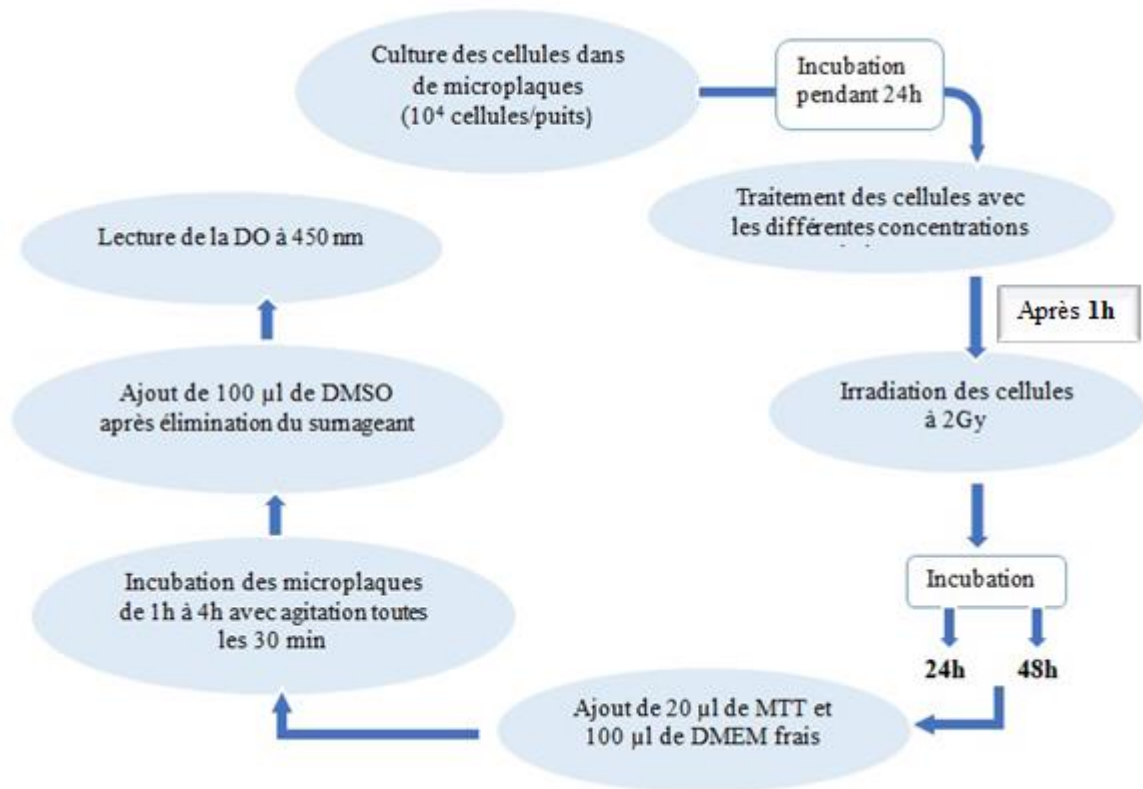 Culture des cellules dans
de microplaques
(10⁴ cellules/puits)
Incubation
pendant 24h
Traitement des cellules avec
les différentes concentrations
Après 1h
Irradiation des cellules
à 2Gy
Incubation
24h
48h
Ajout de 20 µl de MTT et
100 µl de DMEM frais
Incubation des microplaques
de 1h à 4h avec agitation toutes
les 30 min
Ajout de 100 µl de DMSO
après élimination du surnageant
Lecture de la DO à 450 nm